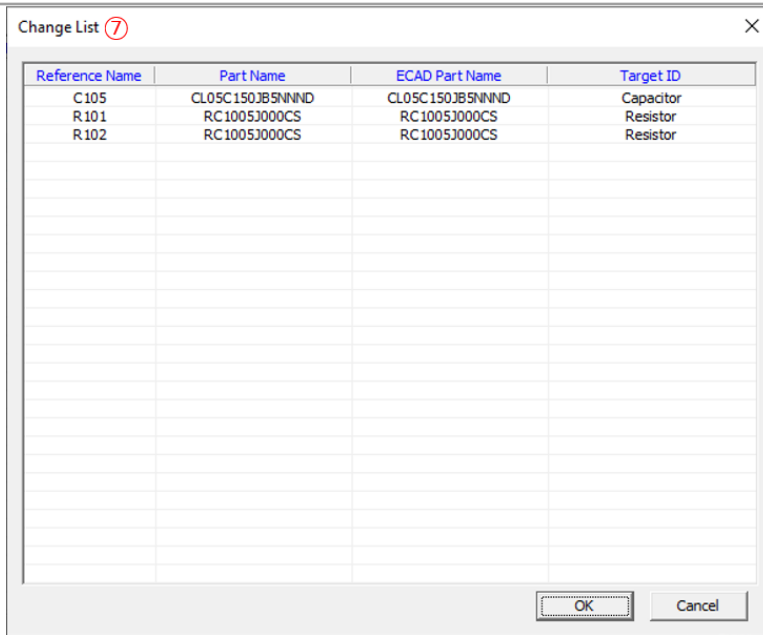 Change List ⑦
Reference Name Part Name ECAD Part Name Target ID
C105 CL05C150JB5NNND CL05C150JB5NNND Capacitor
R101 RC1005J000CS RC1005J000CS Resistor
R102 RC1005J000CS RC1005J000CS Resistor
OK Cancel